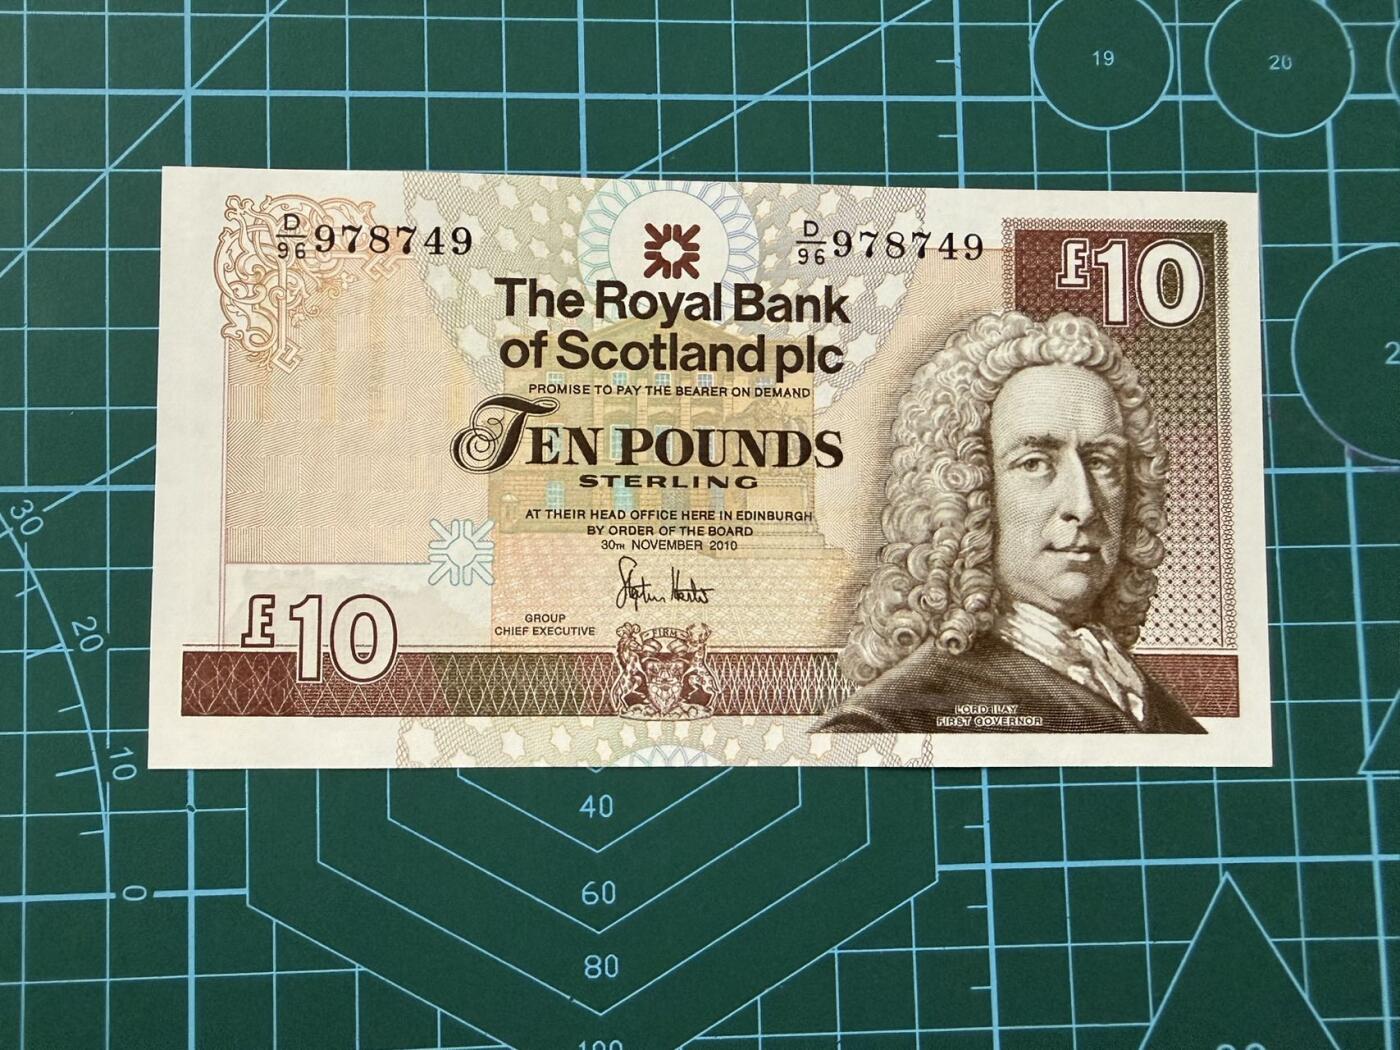 19
20
D/96 978749
D/96 978749
£10
The Royal Bank
of Scotland plc
PROMISE TO PAY THE BEARER ON DEMAND
TEN POUNDS
STERLING
AT THEIR HEAD OFFICE HERE IN EDINBURGH
BY ORDER OF THE BOARD
30TH NOVEMBER 2010
GROUP
CHIEF EXECUTIVE
£10
FIRM
LORD ILAY
FIRST GOVERNOR
30
20
10
0
40
60
80
100